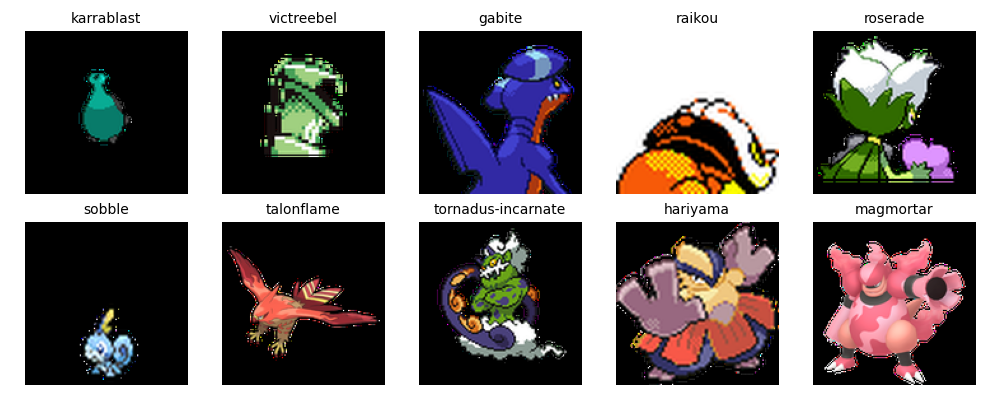 karrablast
victreebel
gabite
raikou
roserade
sobble
talonflame
tornadus-incarnate
hariyama
magmortar